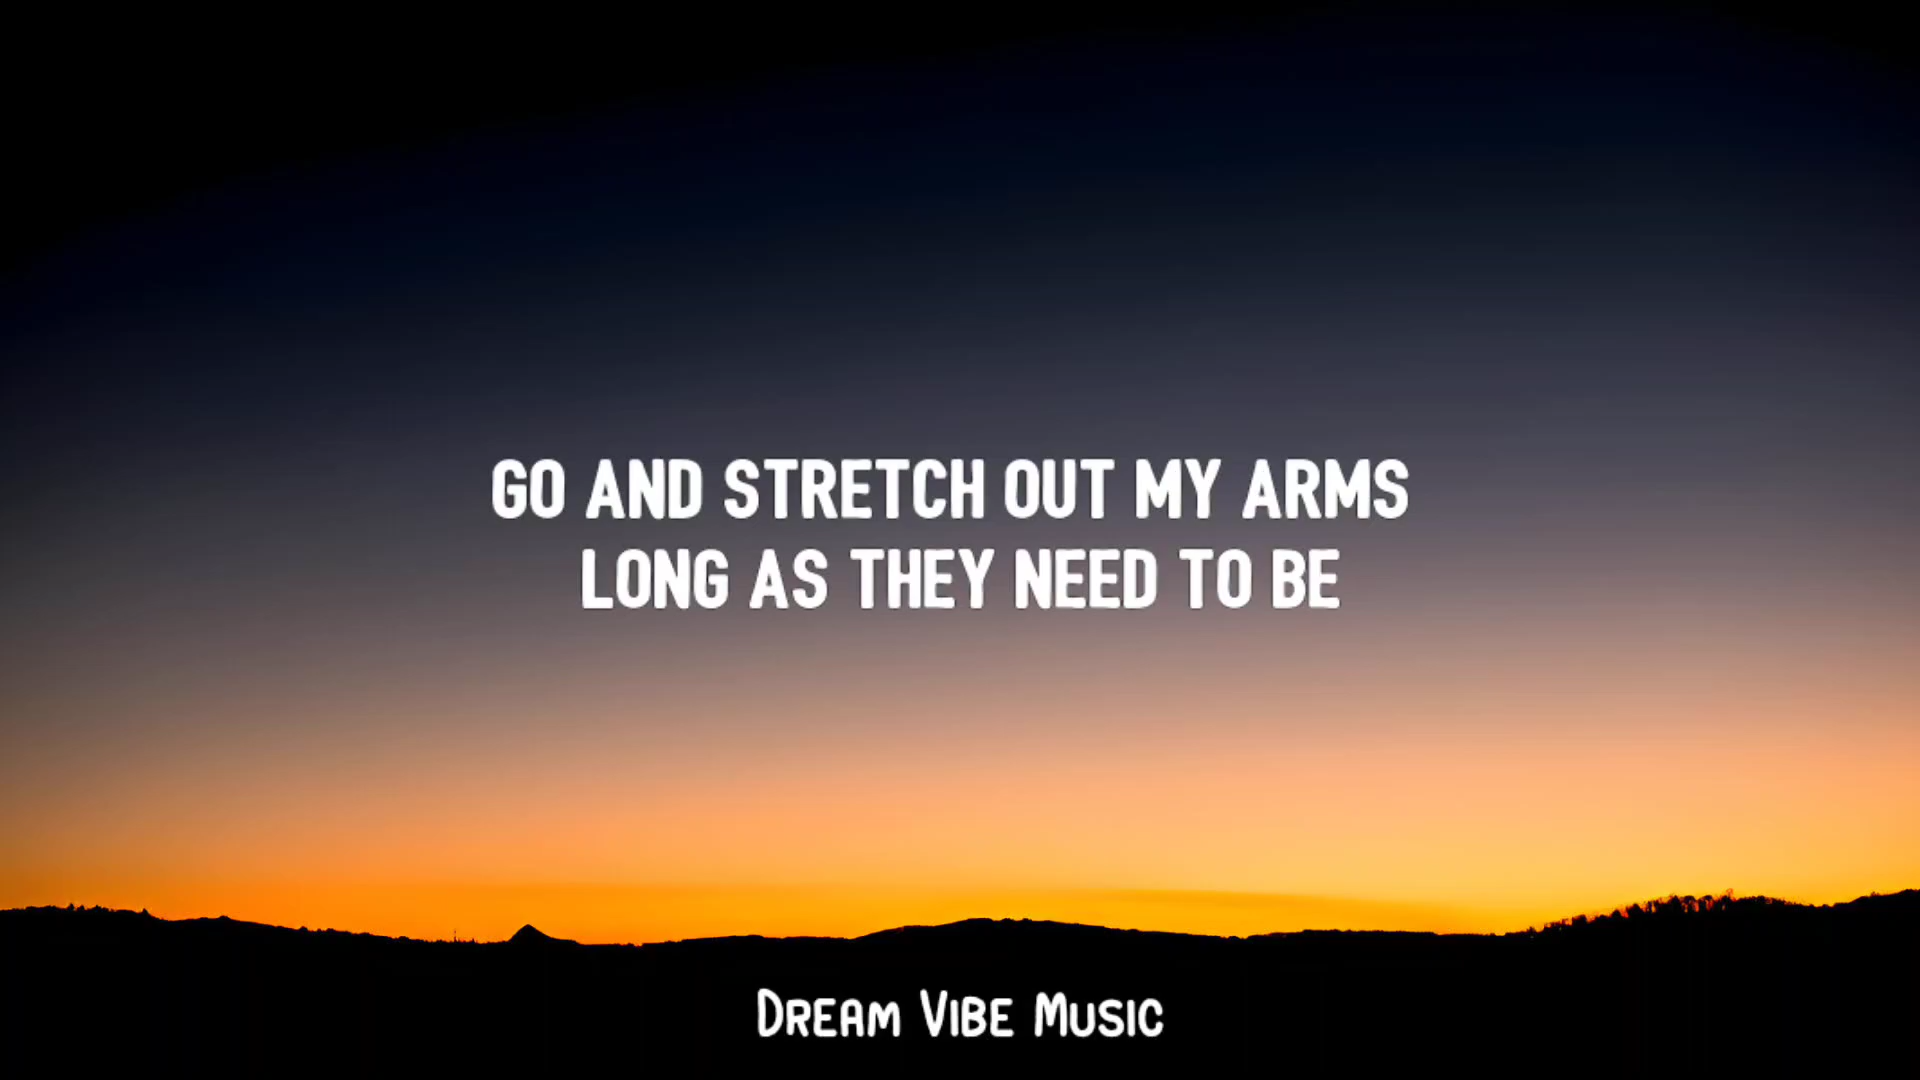 GO AND STRETCH OUT MY ARMS
LONG AS THEY NEED TO BE
DREAM VIBE MUSIC